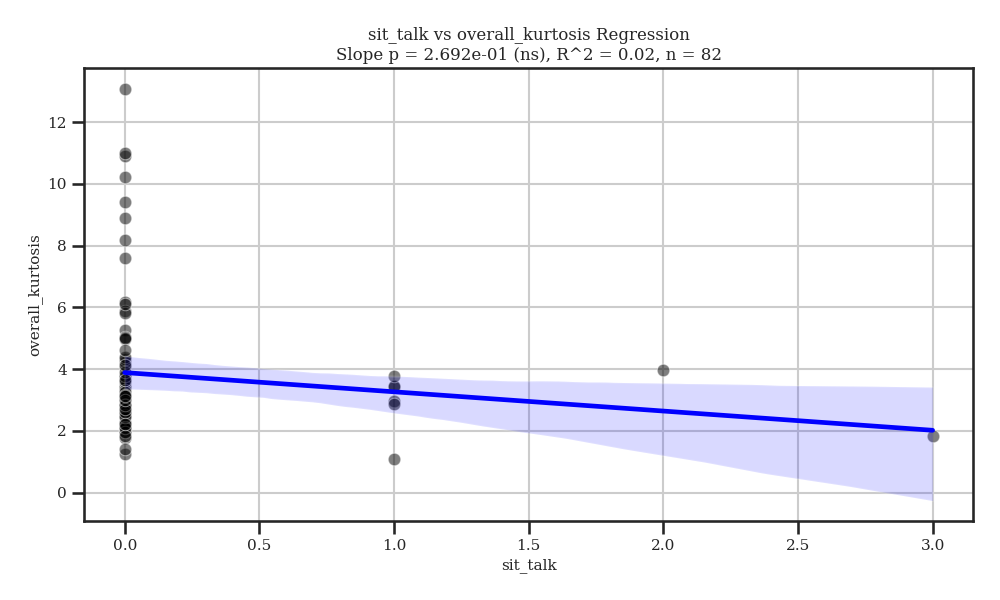 sit_talk vs overall_kurtosis Regression
Slope p = 2.692e-01 (ns), R^2 = 0.02, n = 82
overall_kurtosis
12
10
8
6
4
2
0
0.0 0.5 1.0 1.5 2.0 2.5 3.0
sit_talk